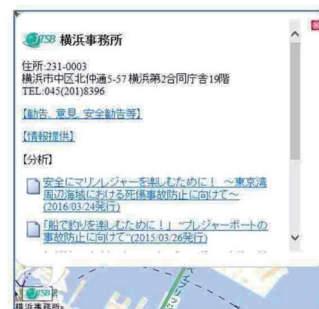 JTSB 横浜事務所
住所:231-0003
横浜市中区北仲通5-57 横浜第2合同庁舎19階
TEL:045(201)8396
【勧告、意見、安全勧告等】
【情報提供】
【分析】
安全にマリンレジャーを楽しむために！ ～東京湾
周辺海域における死傷事故防止に向けて～
(2016/03/24発行)
「船で釣りを楽しむために！」 “プレジャーボートの
事故防止に向けて”(2015/03/26発行)
JTSB
横浜事務所